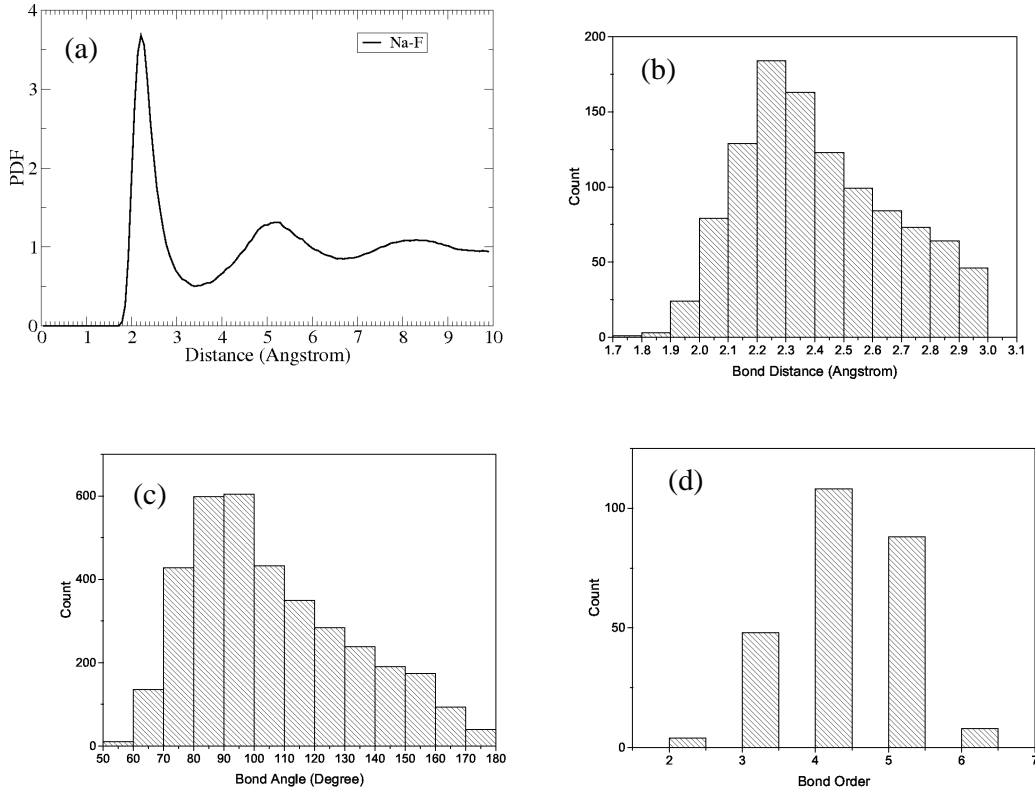 (a)
Na-F
4
3
2
1
0
PDF
0 1 2 3 4 5 6 7 8 9 10
Distance (Angstrom)
(b)
200
150
100
50
0
Count
1.7 1.8 1.9 2.0 2.1 2.2 2.3 2.4 2.5 2.6 2.7 2.8 2.9 3.0 3.1
Bond Distance (Angstrom)
(c)
600
400
200
0
Count
50 60 70 80 90 100 110 120 130 140 150 160 170 180
Bond Angle (Degree)
(d)
100
50
0
Count
2 3 4 5 6 7
Bond Order